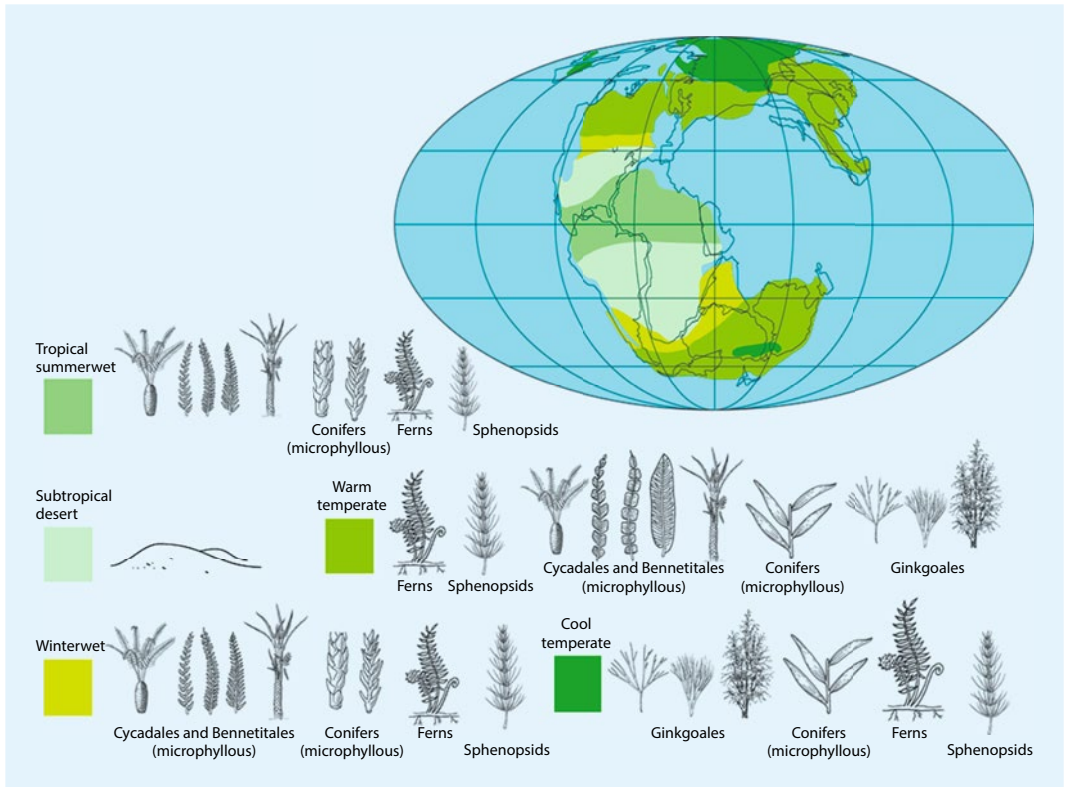 Tropical
summerwet
Conifers
(microphyllous)
Ferns
Sphenopsids
Subtropical
desert
Warm
temperate
Ferns
Sphenopsids
Cycadales and Bennetitales
(microphyllous)
Conifers
(microphyllous)
Ginkgoales
Winterwet
Cycadales and Bennetitales
(microphyllous)
Conifers
(microphyllous)
Ferns
Sphenopsids
Cool
temperate
Ginkgoales
Conifers
(microphyllous)
Ferns
Sphenopsids